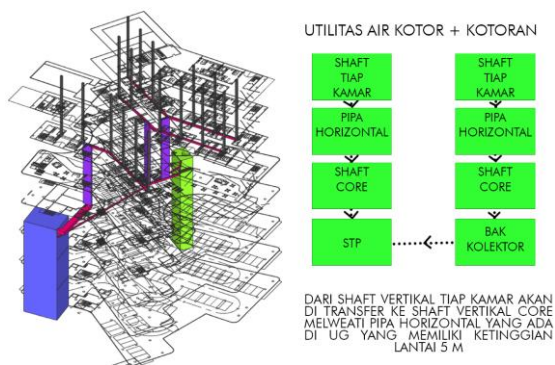 UTILITAS AIR KOTOR + KOTORAN
SHAFT
TIAP
KAMAR
PIPA
HORIZONTAL
SHAFT
CORE
STP
SHAFT
TIAP
KAMAR
PIPA
HORIZONTAL
SHAFT
CORE
BAK
KOLEKTOR
DARI SHAFT VERTIKAL TIAP KAMAR AKAN
DI TRANSFER KE SHAFT VERTIKAL CORE
MELWEATI PIPA HORIZONTAL YANG ADA
DI UG YANG MEMILIKI KETINGGIAN
LANTAI 5 M